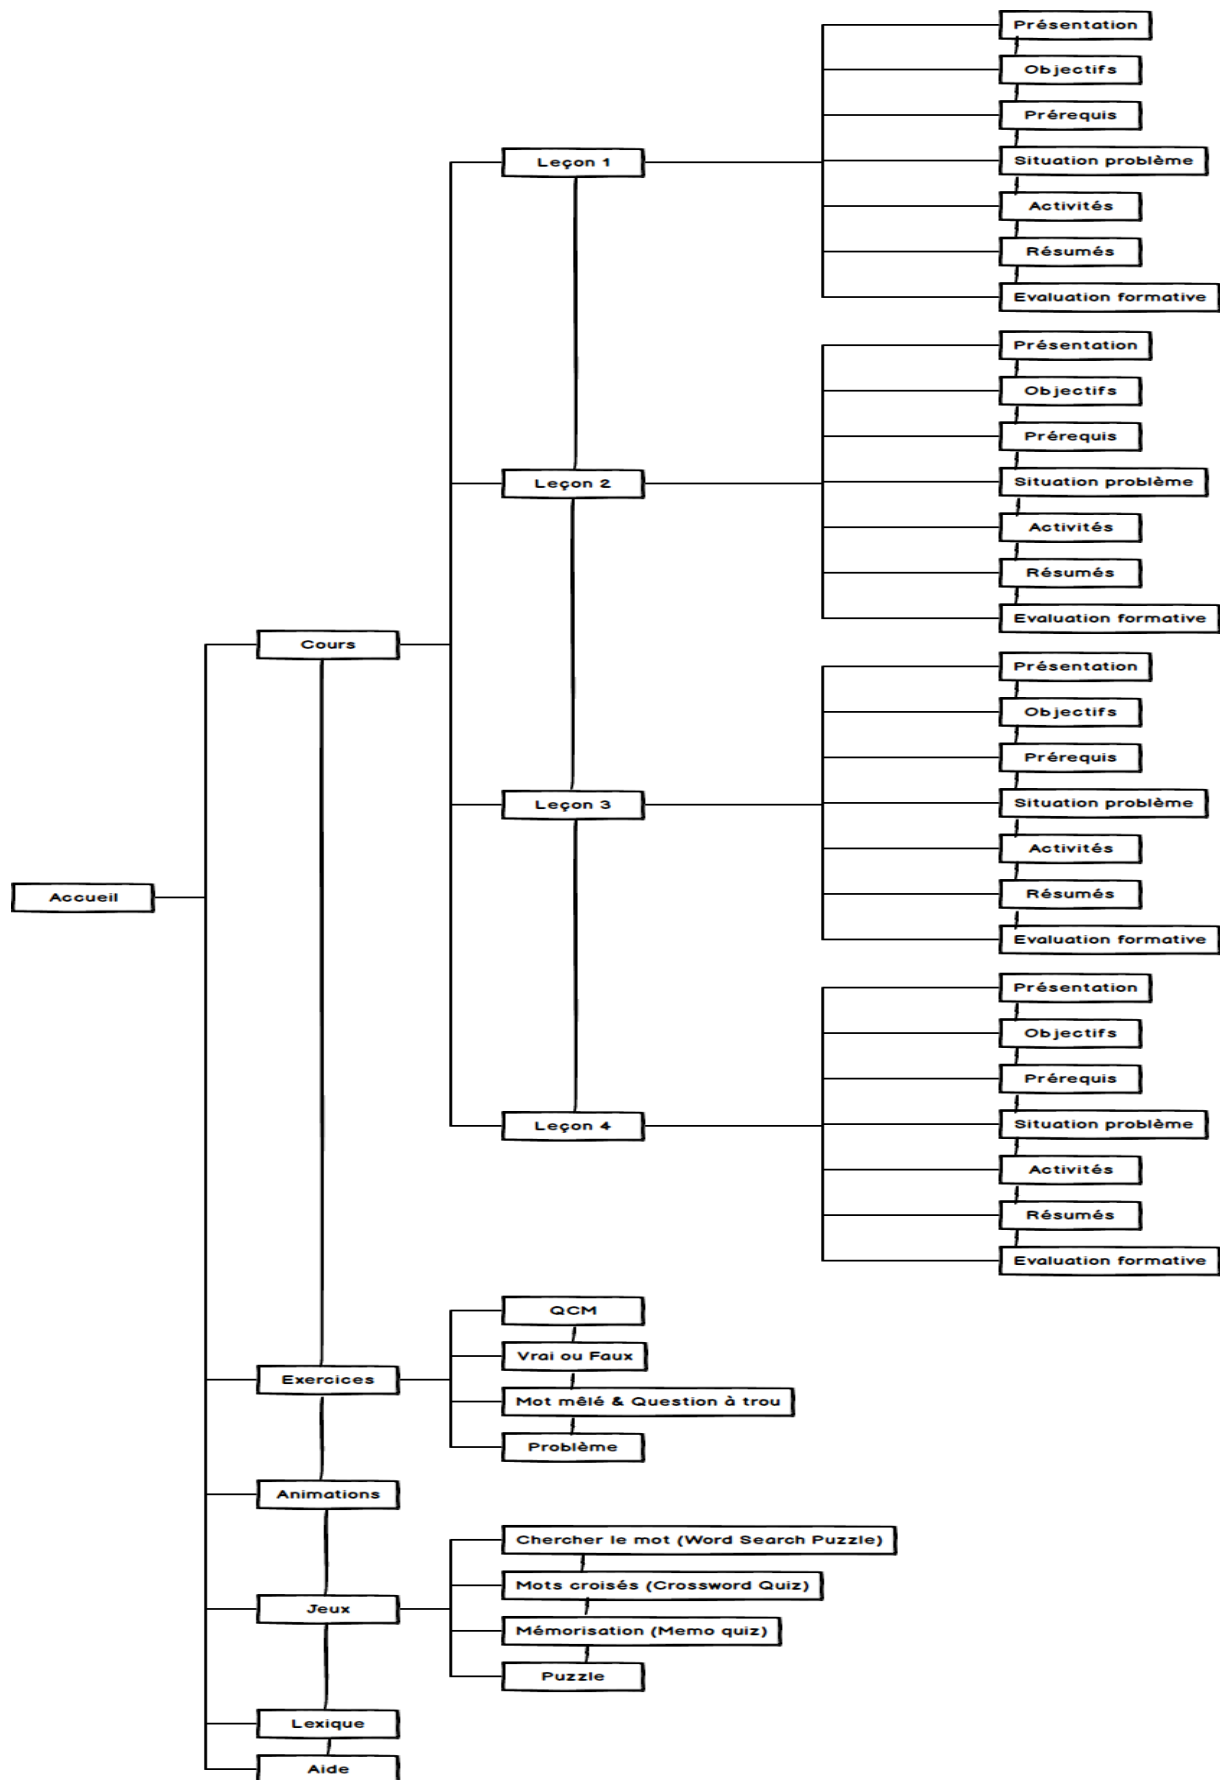 Présentation
Objectifs
Prérequis
Leçon 1
Situation problème
Activités
Résumés
Evaluation formative
Présentation
Objectifs
Prérequis
Leçon 2
Situation problème
Activités
Résumés
Evaluation formative
Cours
Présentation
Objectifs
Prérequis
Leçon 3
Situation problème
Activités
Accueil
Résumés
Evaluation formative
Présentation
Objectifs
Prérequis
Leçon 4
Situation problème
Activités
Résumés
Evaluation formative
QCM
Vrai ou Faux
Exercices
Mot mêlé & Question à trou
Problème
Animations
Chercher le mot (Word Search Puzzle)
Mots croisés (Crossword Quiz)
Jeux
Mémorisation (Memo quiz)
Puzzle
Lexique
Aide